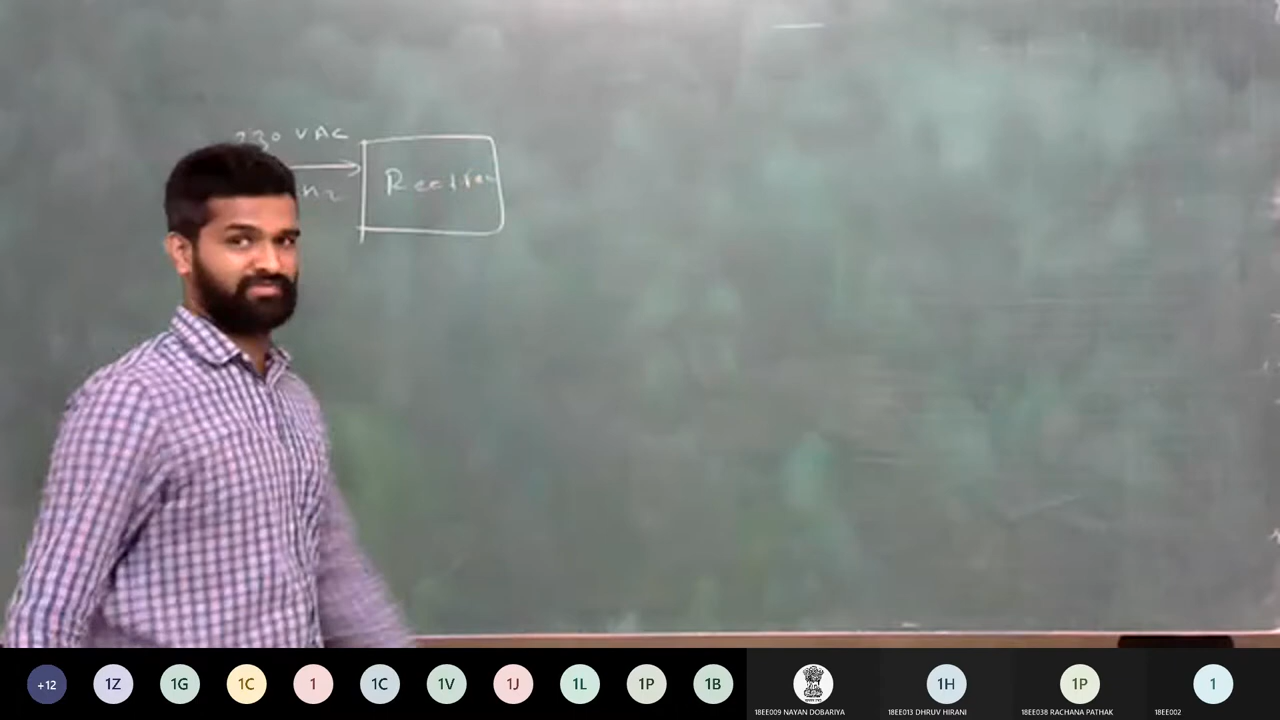 230 VAC
Rectifier
+12
1Z
1G
1C
1
1C
1V
1J
1L
1P
1B
18EE009 NAYAN DOBARIYA
1H
18EE013 DHRUV HIRANI
1P
18EE038 RACHANA PATHAK
1
18EE002